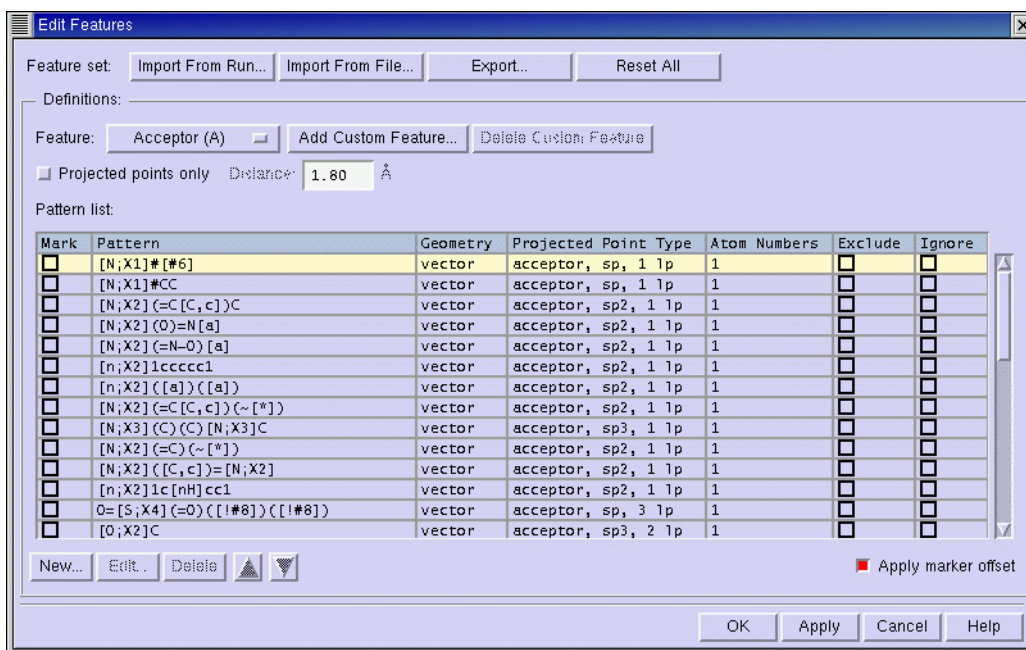 Edit Features
Feature set: Import From Run... Import From File... Export... Reset All
Definitions:
Feature: Acceptor (A) Add Custom Feature... Delete Custom Feature
Projected points only Distance: 1.80 Å
Pattern list:
Mark Pattern Geometry Projected Point Type Atom Numbers Exclude Ignore
[N;X1]#[#6] vector acceptor, sp, 1 lp 1
[N;X1]#CC vector acceptor, sp, 1 lp 1
[N;X2](=C[C,c])C vector acceptor, sp2, 1 lp 1
[N;X2](O)=N[a] vector acceptor, sp2, 1 lp 1
[N;X2](=N-O)[a] vector acceptor, sp2, 1 lp 1
[n;X2]1ccccc1 vector acceptor, sp2, 1 lp 1
[n;X2]([a])([a]) vector acceptor, sp2, 1 lp 1
[N;X2](=C[C,c])(~[*]) vector acceptor, sp2, 1 lp 1
[N;X3](C)(C)[N;X3]C vector acceptor, sp3, 1 lp 1
[N;X2](=C)(~[*]) vector acceptor, sp2, 1 lp 1
[N;X2]([C,c])=[N;X2] vector acceptor, sp2, 1 lp 1
[n;X2]1c[nH]cc1 vector acceptor, sp2, 1 lp 1
O=[S;X4](=O)([!#8])([!#8]) vector acceptor, sp, 3 lp 1
[O;X2]C vector acceptor, sp3, 2 lp 1
New... Edit... Delete Apply marker offset
OK Apply Cancel Help